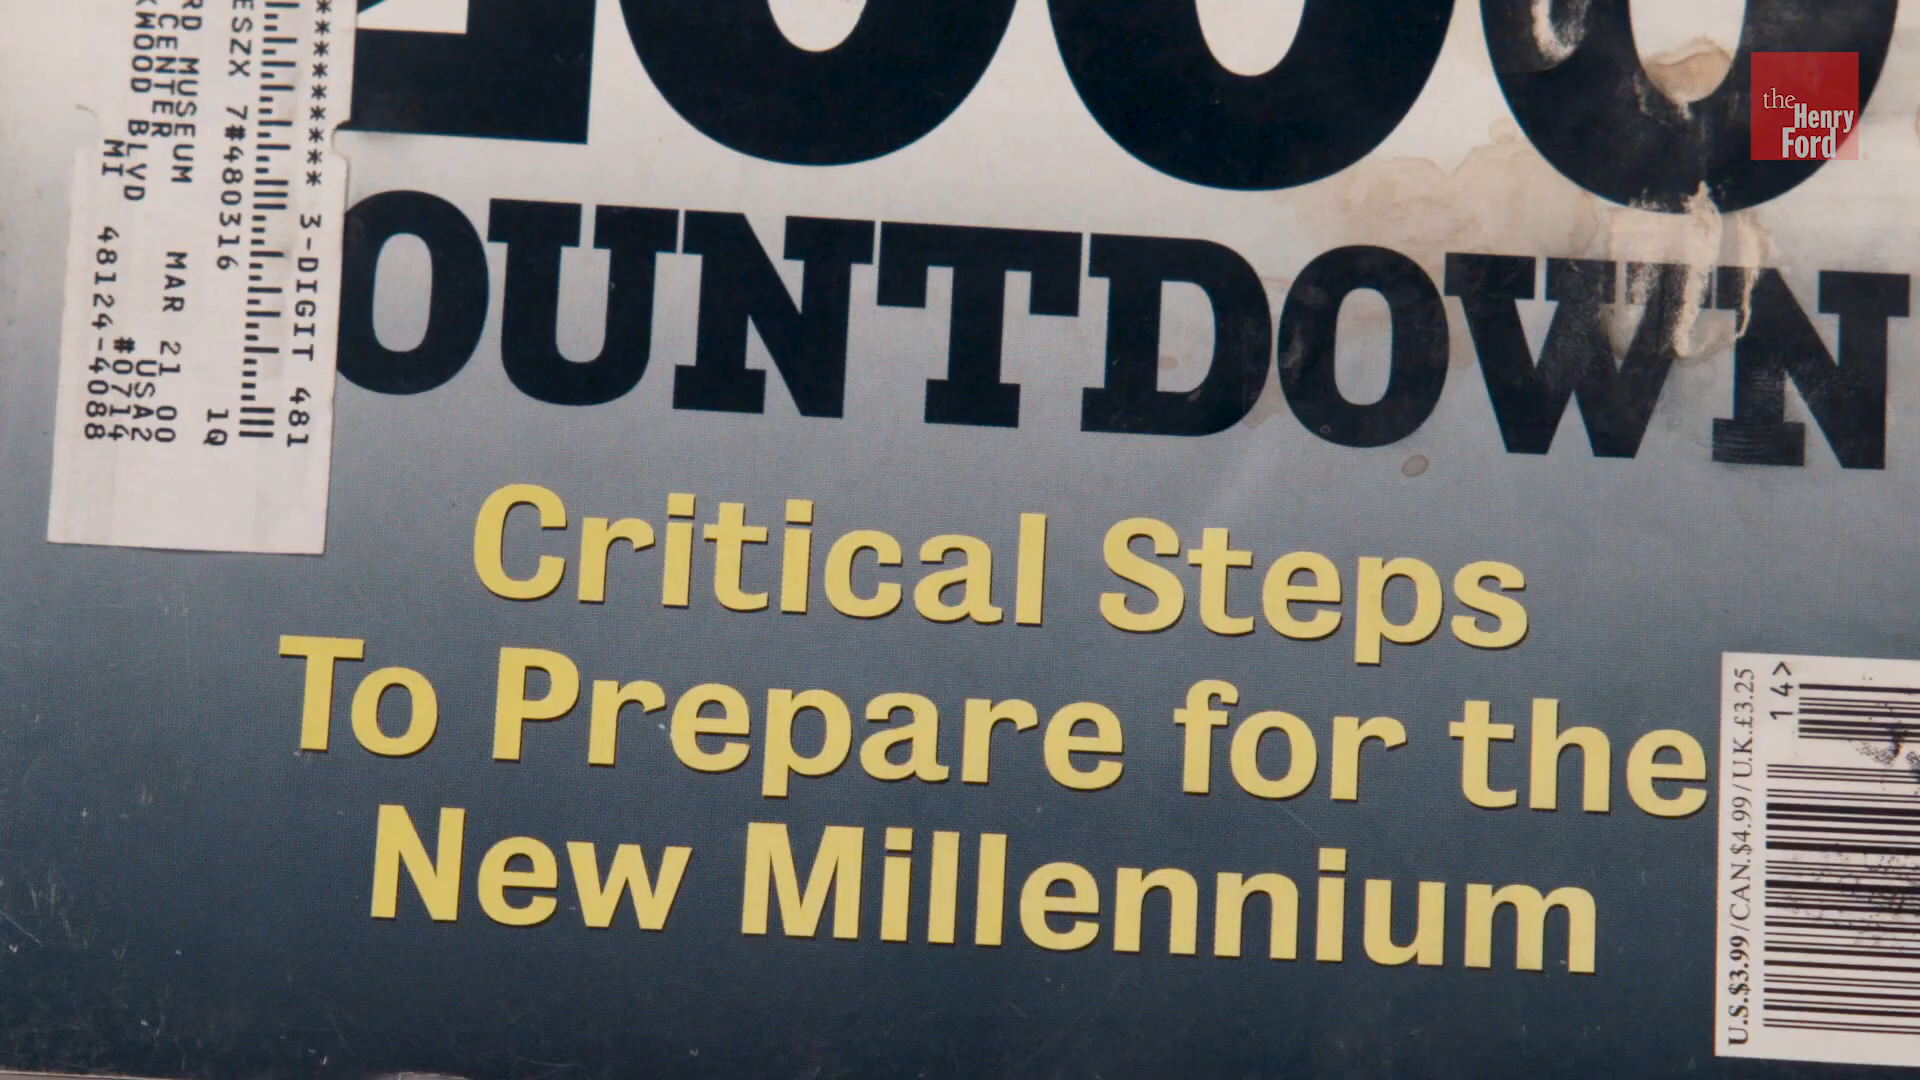 2000
OUNTDOWN
Critical Steps
To Prepare for the
New Millennium
the
Henry
Ford
*********** 3-DIGIT 481
ESZX 7#480316 1Q
RD MUSEUM MAR 21 00
CENTER USA2
KWOOD BLVD #0714
MI 48124-4088
14>
U.S.$3.99/CAN.$4.99/U.K.£3.25